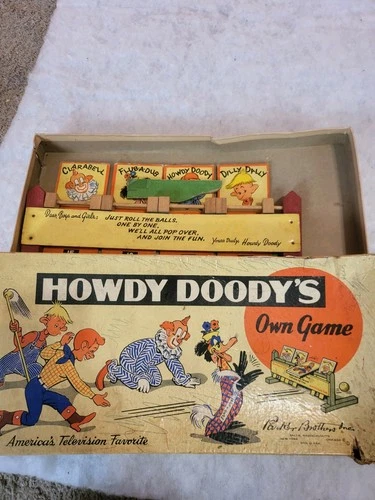 CLARABELL
FLUBADUB
HOWDY DOODY
DILLY DALLY
Dear Boys and Girls:
JUST ROLL THE BALLS,
ONE BY ONE,
WE'LL ALL POP OVER,
AND JOIN THE FUN.
Yours Truly, Howdy Doody
HOWDY DOODY'S
Own Game
America's Television Favorite
Parker Brothers Inc.